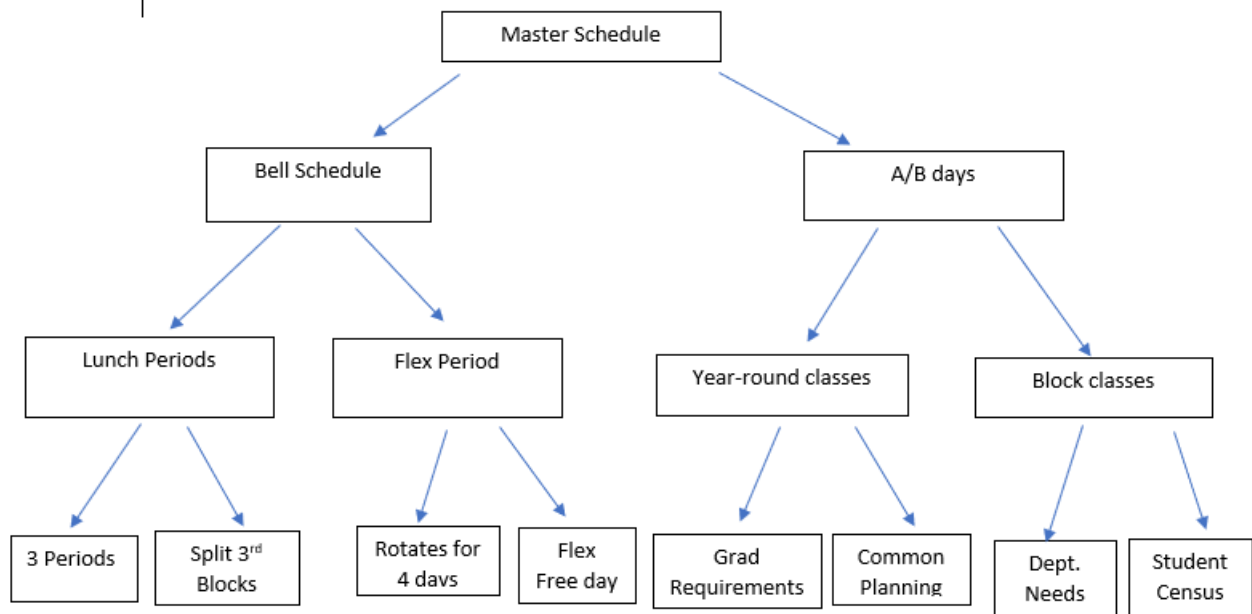 Master Schedule
Bell Schedule
A/B days
Lunch Periods
Flex Period
Year-round classes
Block classes
3 Periods
Split 3rd
Blocks
Rotates for
4 days
Flex
Free day
Grad
Requirements
Common
Planning
Dept.
Needs
Student
Census